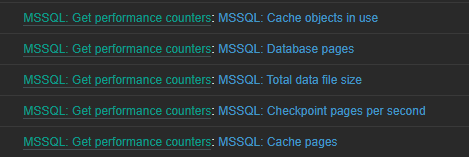 MSSQL: Get performance counters: MSSQL: Cache objects in use
MSSQL: Get performance counters: MSSQL: Database pages
MSSQL: Get performance counters: MSSQL: Total data file size
MSSQL: Get performance counters: MSSQL: Checkpoint pages per second
MSSQL: Get performance counters: MSSQL: Cache pages